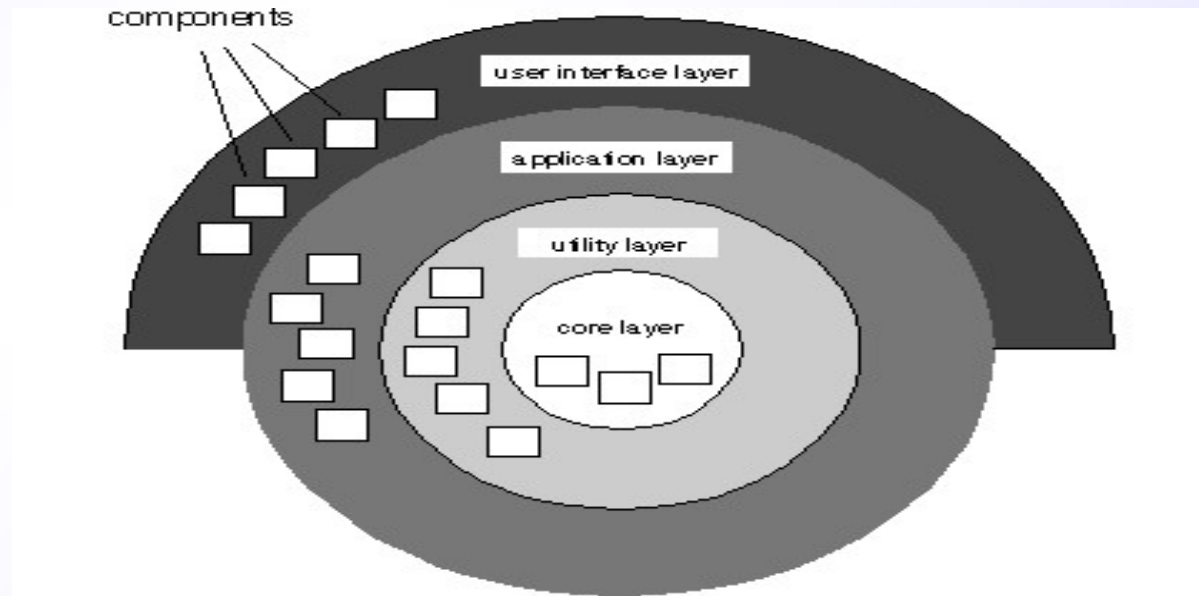 components
user interface layer
application layer
utility layer
core layer